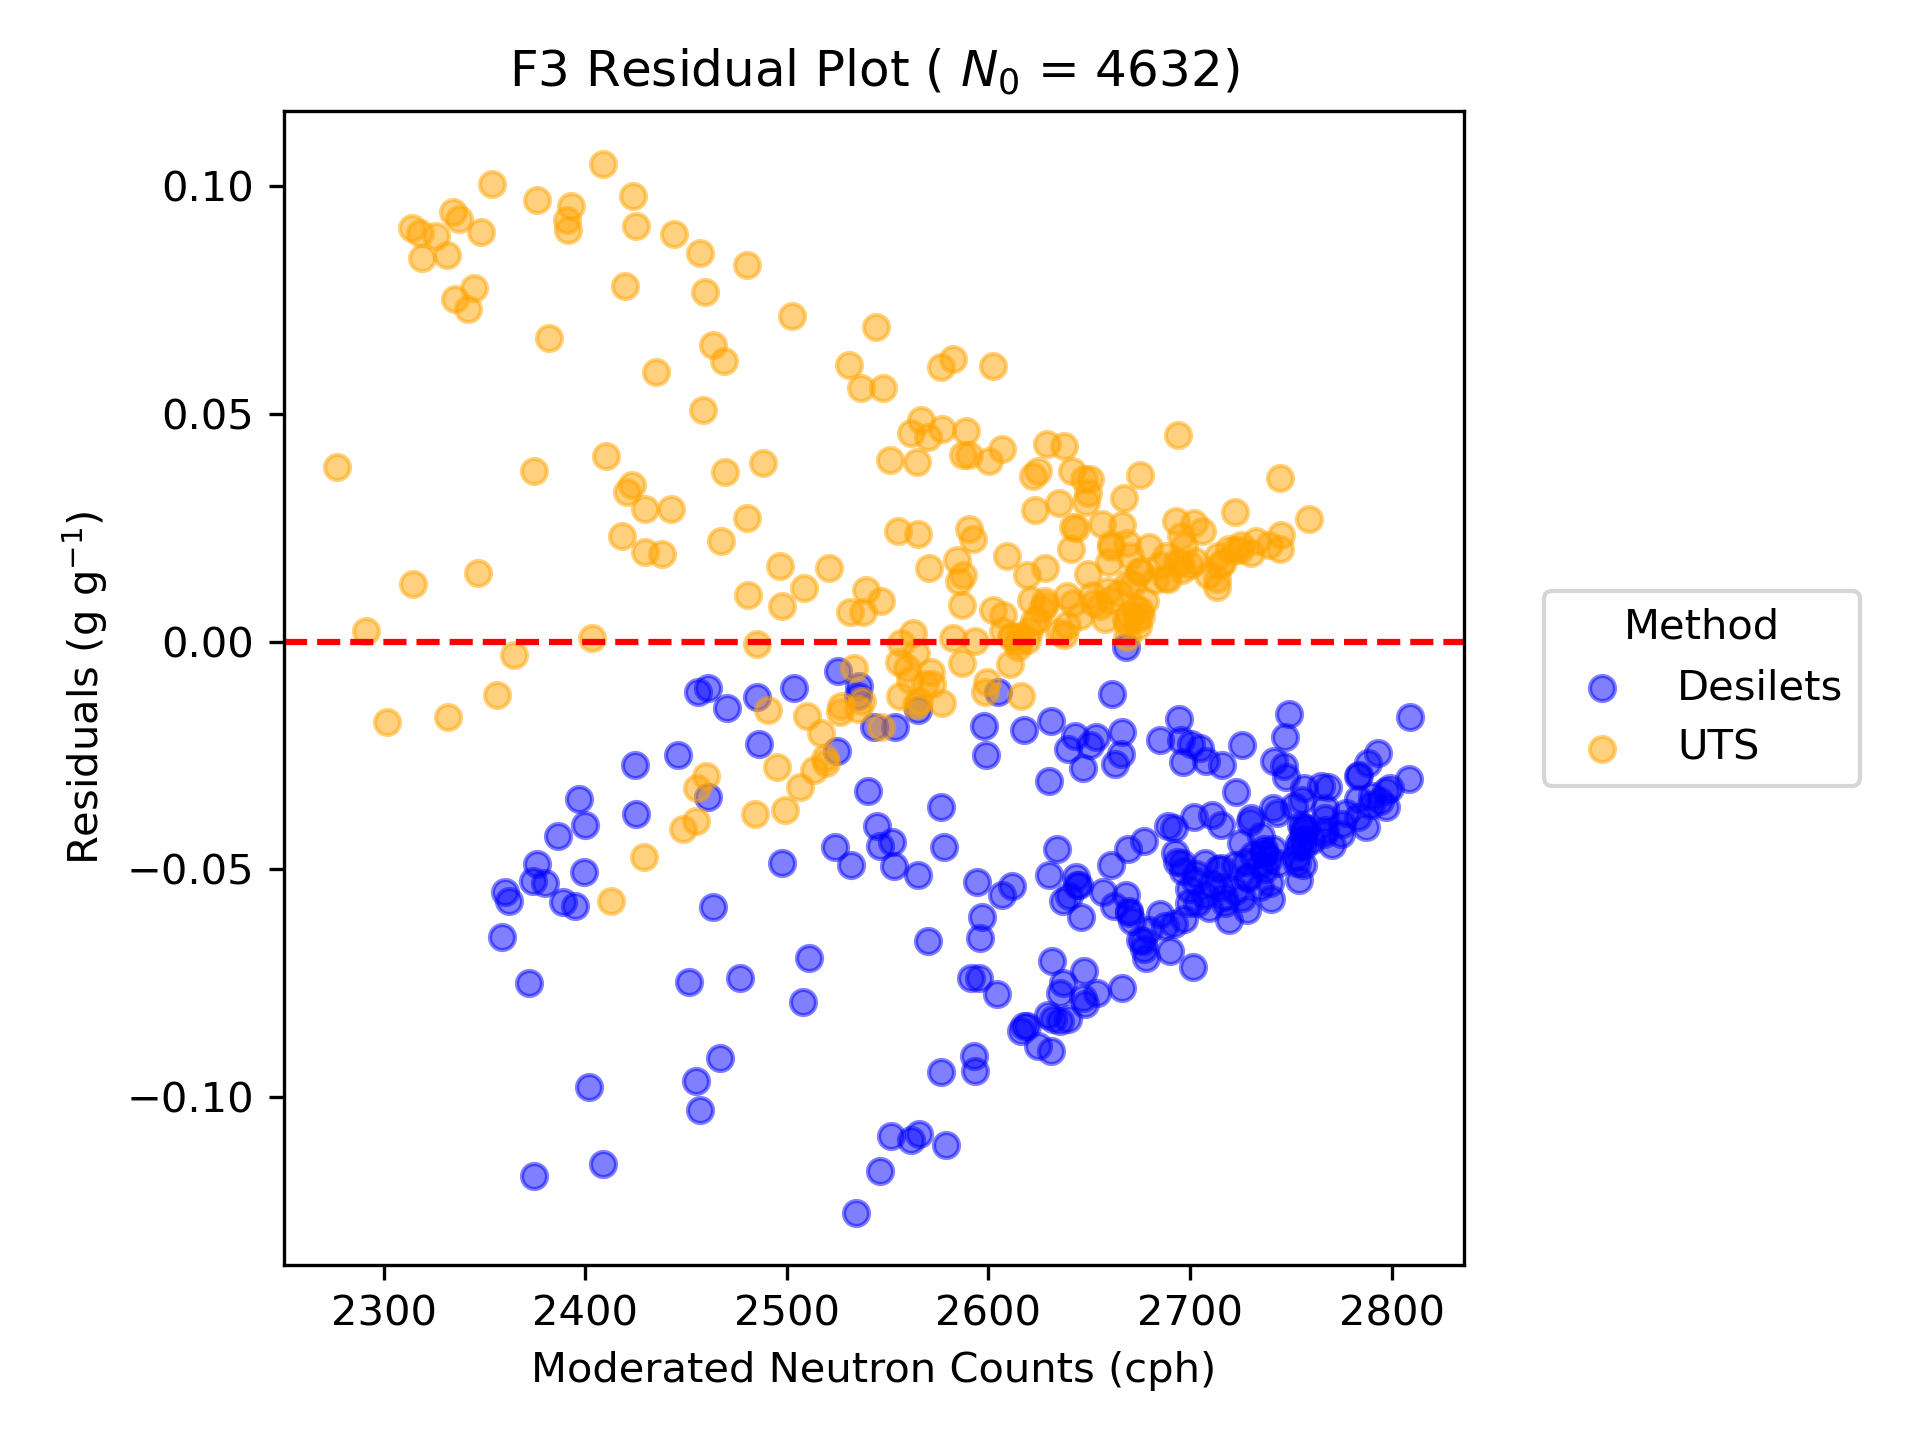 F3 Residual Plot ( N₀ = 4632)
0.10
0.05
0.00
−0.05
−0.10
Residuals (g g⁻¹)
2300 2400 2500 2600 2700 2800
Moderated Neutron Counts (cph)
Method
Desilets
UTS